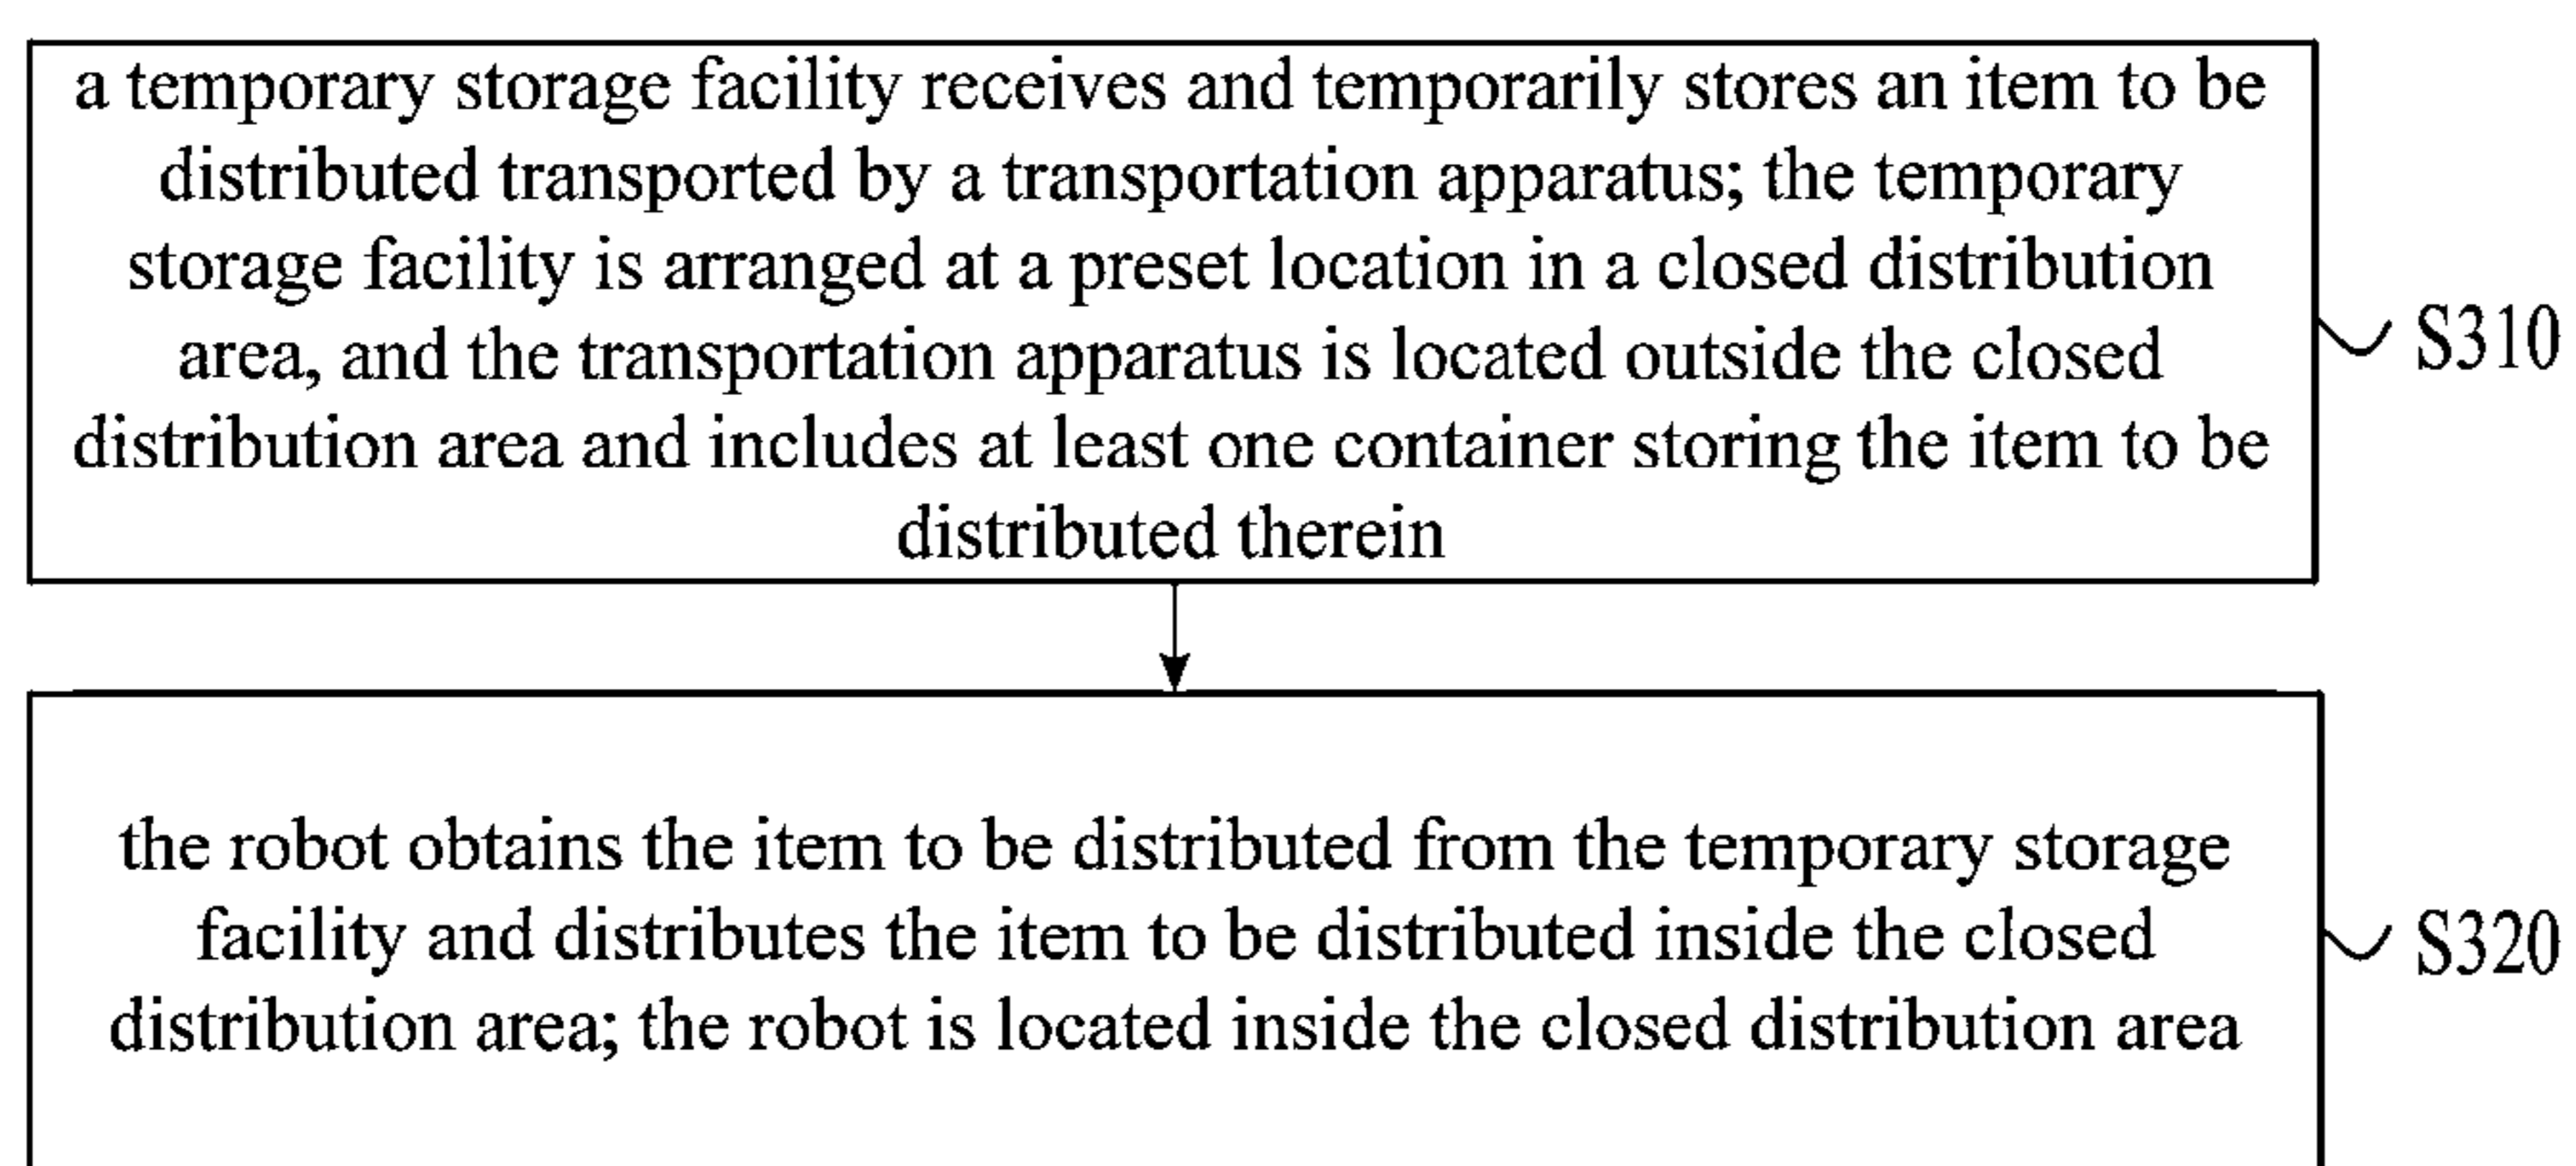 a temporary storage facility receives and temporarily stores an item to be
distributed transported by a transportation apparatus; the temporary
storage facility is arranged at a preset location in a closed distribution
area, and the transportation apparatus is located outside the closed
distribution area and includes at least one container storing the item to be
distributed therein
S310
the robot obtains the item to be distributed from the temporary storage
facility and distributes the item to be distributed inside the closed
distribution area; the robot is located inside the closed distribution area
S320